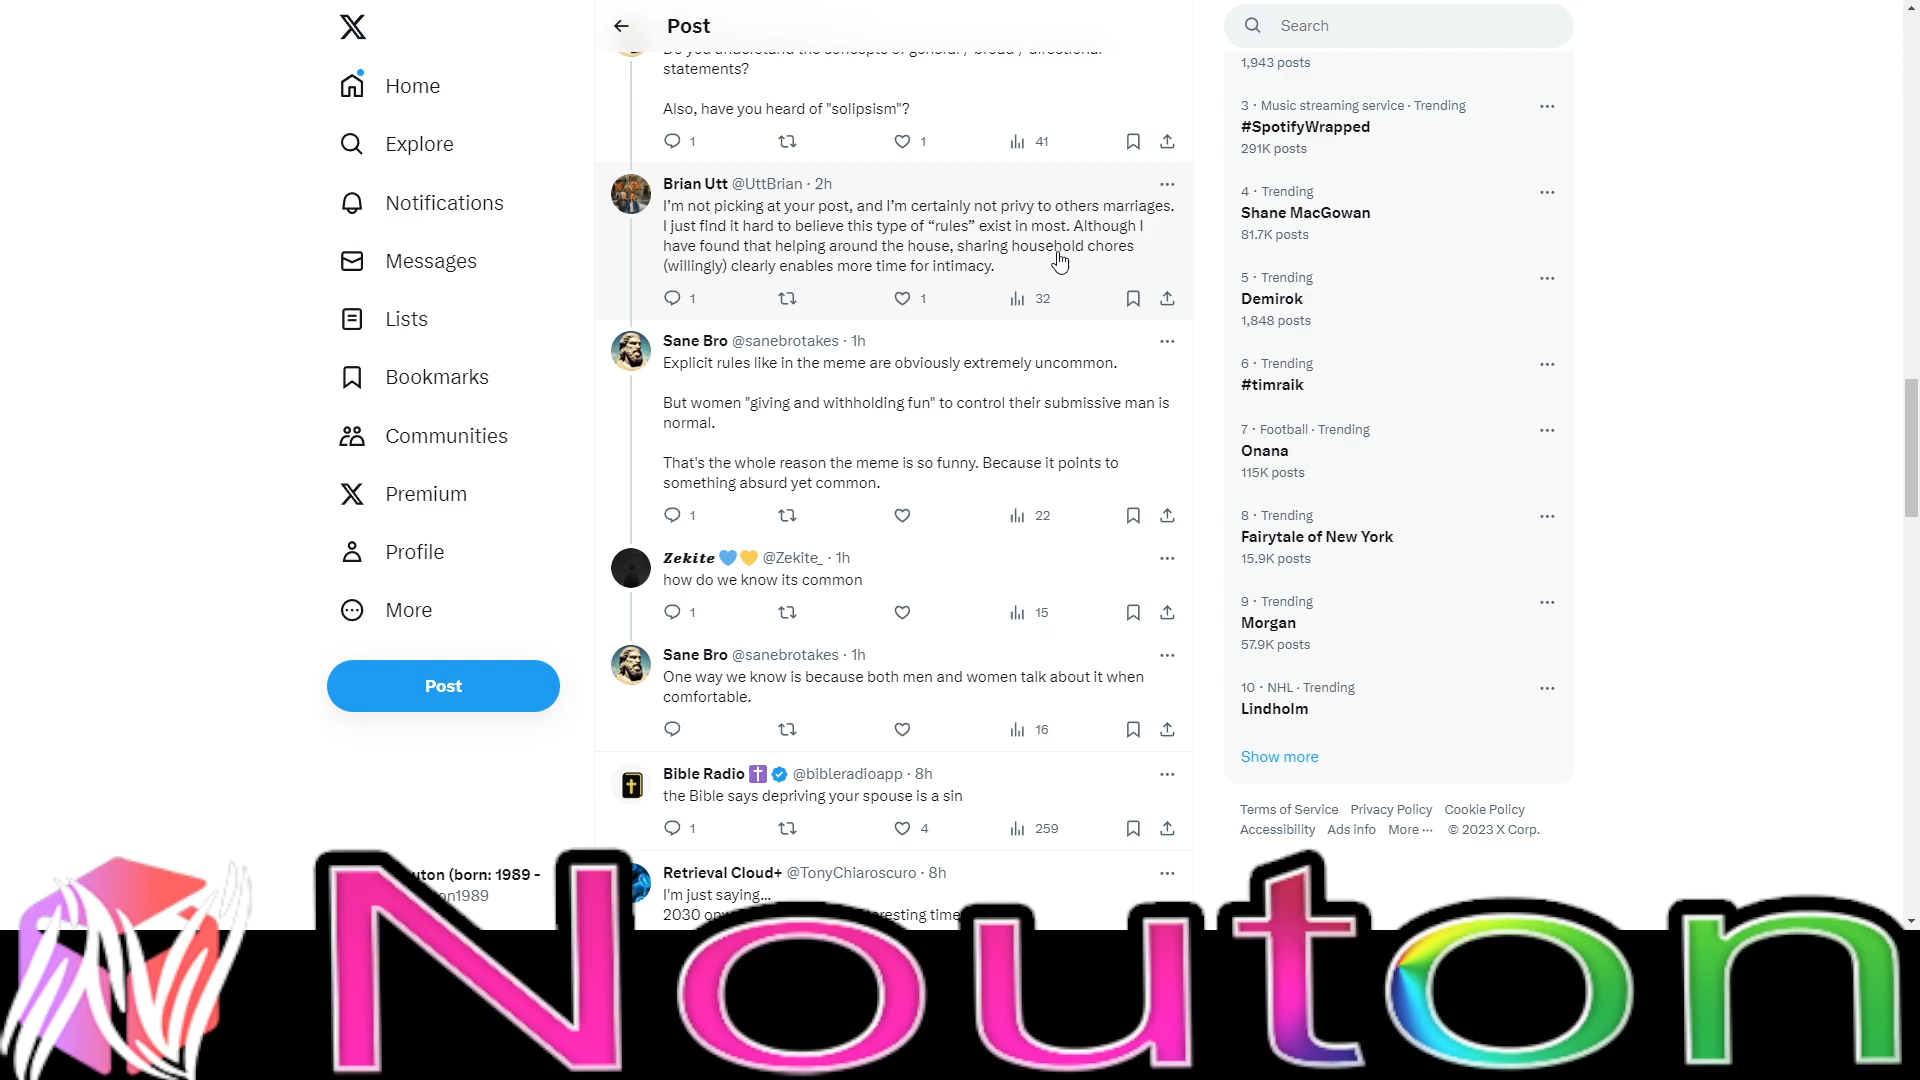 Home
Explore
Notifications
Messages
Lists
Bookmarks
Communities
Premium
Profile
More
Post
uton (born: 1989 -
on1989
Post
statements?
Also, have you heard of "solipsism"?
1 1 41
Brian Utt @UttBrian · 2h
I'm not picking at your post, and I'm certainly not privy to others marriages.
I just find it hard to believe this type of “rules” exist in most. Although I
have found that helping around the house, sharing household chores
(willingly) clearly enables more time for intimacy.
1 1 32
Sane Bro @sanebrotakes · 1h
Explicit rules like in the meme are obviously extremely uncommon.
But women "giving and withholding fun" to control their submissive man is
normal.
That's the whole reason the meme is so funny. Because it points to
something absurd yet common.
1 22
Zekite 💙💛 @Zekite_ · 1h
how do we know its common
1 15
Sane Bro @sanebrotakes · 1h
One way we know is because both men and women talk about it when
comfortable.
16
Bible Radio ✝️ @bibleradioapp · 8h
the Bible says depriving your spouse is a sin
1 4 259
Retrieval Cloud+ @TonyChiaroscuro · 8h
I'm just saying...
2030
Search
1,943 posts
3 · Music streaming service · Trending
#SpotifyWrapped
291K posts
4 · Trending
Shane MacGowan
81.7K posts
5 · Trending
Demirok
1,848 posts
6 · Trending
#timraik
7 · Football · Trending
Onana
115K posts
8 · Trending
Fairytale of New York
15.9K posts
9 · Trending
Morgan
57.9K posts
10 · NHL · Trending
Lindholm
Show more
Terms of Service Privacy Policy Cookie Policy
Accessibility Ads info More ··· © 2023 X Corp.
Nouton